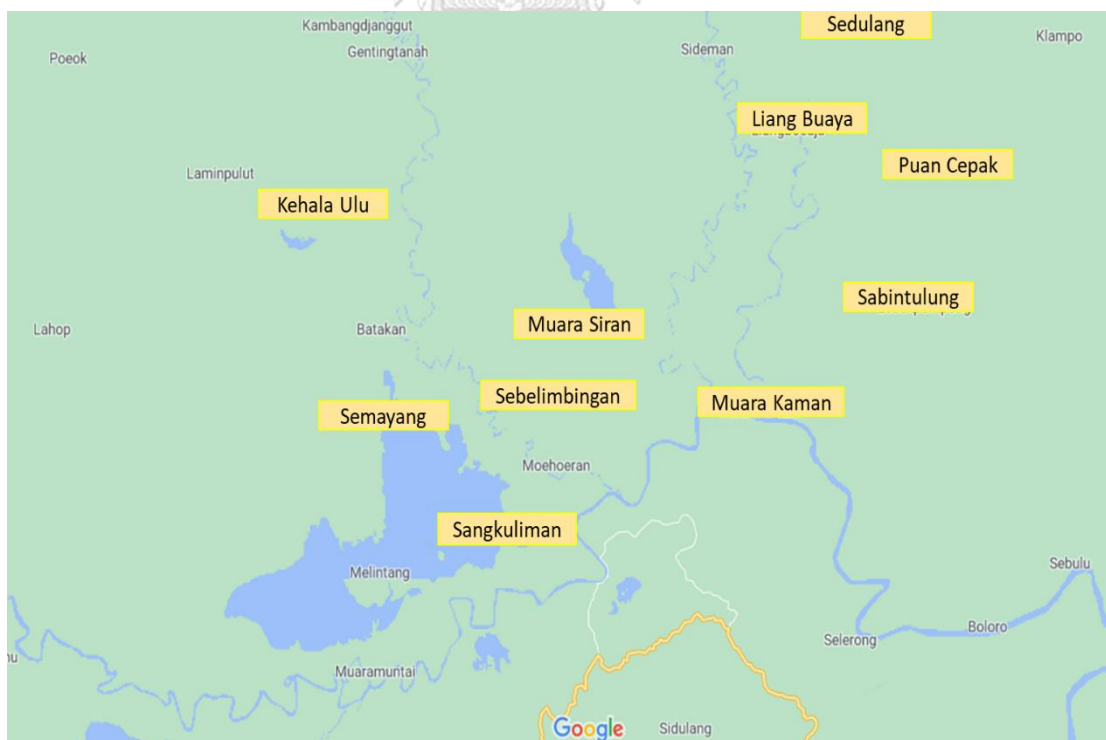 Kambangdjanggut
Sedulang
Poeok
Gentingtanah
Sideman
Klampo
Liang Buaya
Puan Cepak
Laminpulut
Kehala Ulu
Sabintulung
Muara Siran
Lahop
Batakan
Sebelimbingan
Muara Kaman
Semayang
Moehoeran
Sangkuliman
Melintang
Sebulu
Boloro
Selerong
Muaramuntai
Google
Sidulang